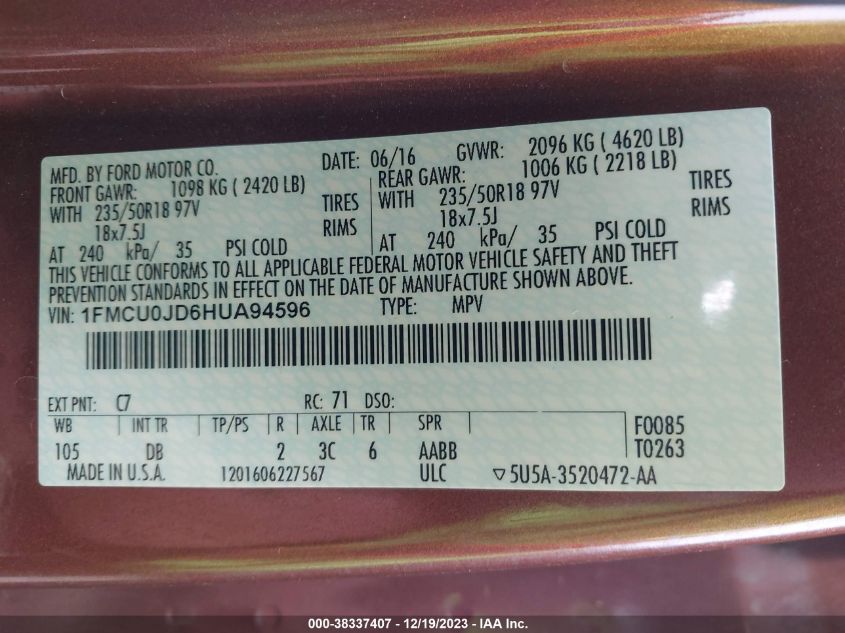 MFD. BY FORD MOTOR CO. DATE: 06/16 GVWR: 2096 KG ( 4620 LB)
FRONT GAWR: 1098 KG ( 2420 LB) REAR GAWR: 1006 KG ( 2218 LB)
WITH 235/50R18 97V TIRES WITH 235/50R18 97V TIRES
18x7.5J RIMS 18x7.5J RIMS
AT 240 kPa/ 35 PSI COLD AT 240 kPa/ 35 PSI COLD
THIS VEHICLE CONFORMS TO ALL APPLICABLE FEDERAL MOTOR VEHICLE SAFETY AND THEFT
PREVENTION STANDARDS IN EFFECT ON THE DATE OF MANUFACTURE SHOWN ABOVE.
VIN: 1FMCU0JD6HUA94596 TYPE: MPV
EXT PNT: C7 RC: 71 DSO:
WB INT TR TP/PS R AXLE TR SPR F0085
105 DB 2 3C 6 AABB T0263
MADE IN U.S.A. 1201606227567 ULC ▽5U5A-3520472-AA
000-38337407 - 12/19/2023 - IAA Inc.